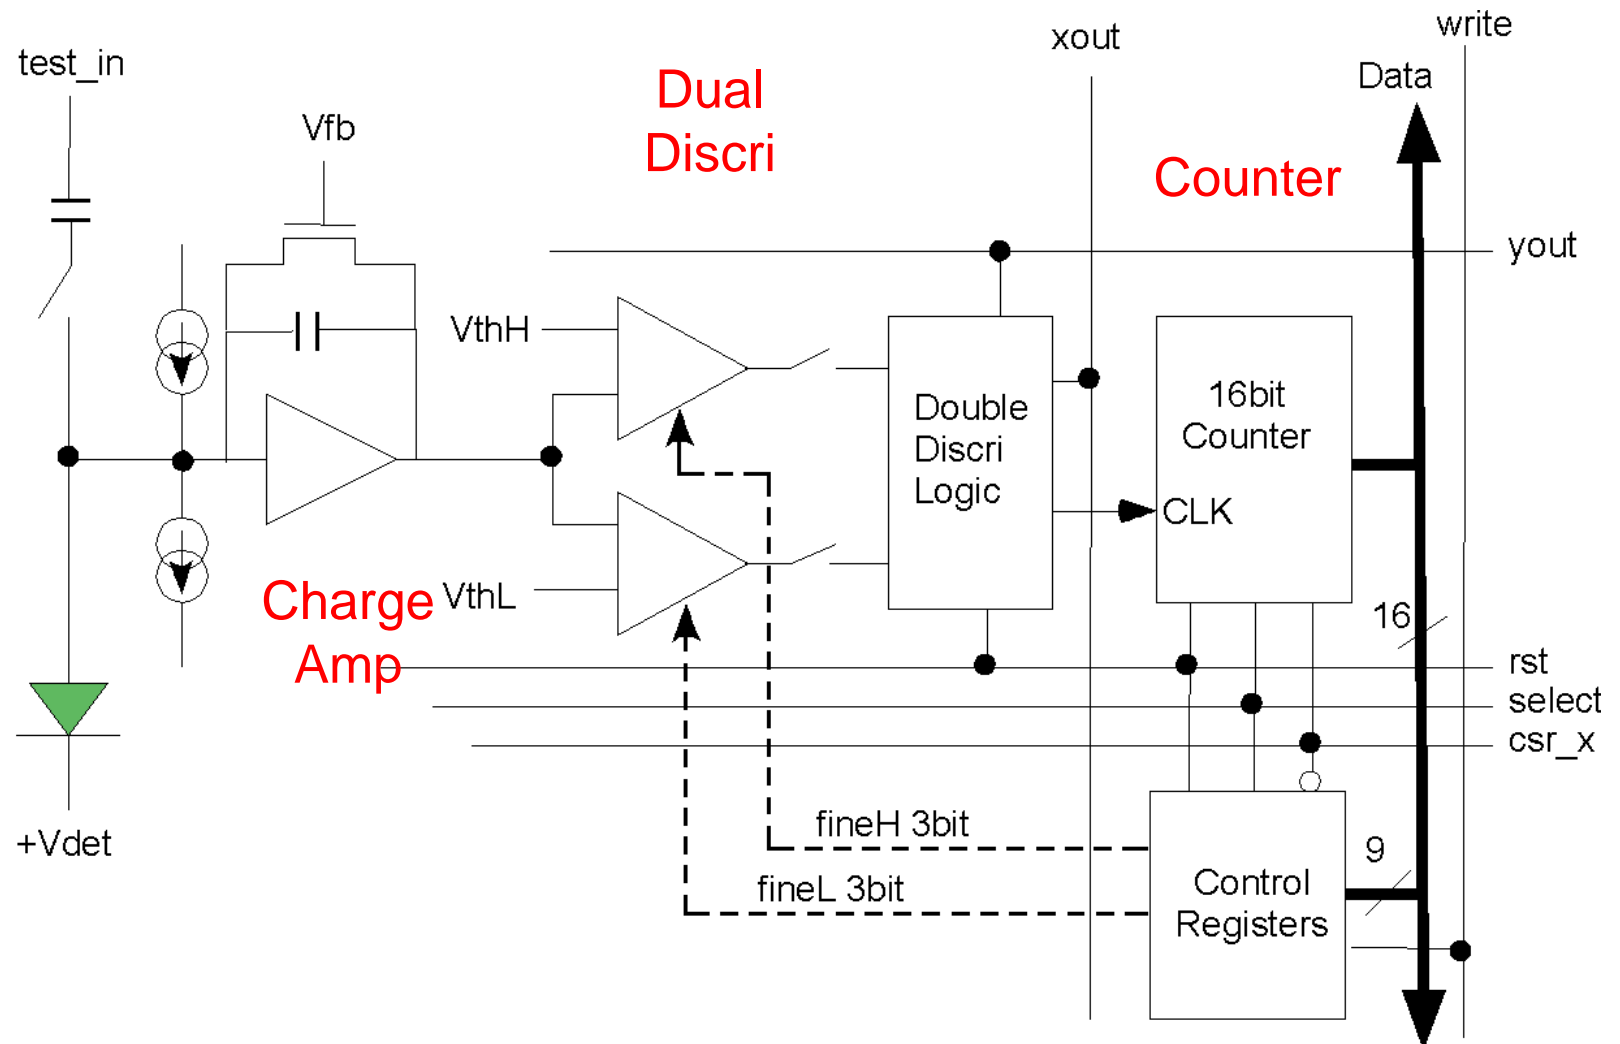 test_in
Vfb
Dual
Discri
xout
write
Data
Counter
yout
VthH
Double
Discri
Logic
16bit
Counter
CLK
Charge
Amp
VthL
16
rst
select
csr_x
+Vdet
fineH 3bit
fineL 3bit
9
Control
Registers